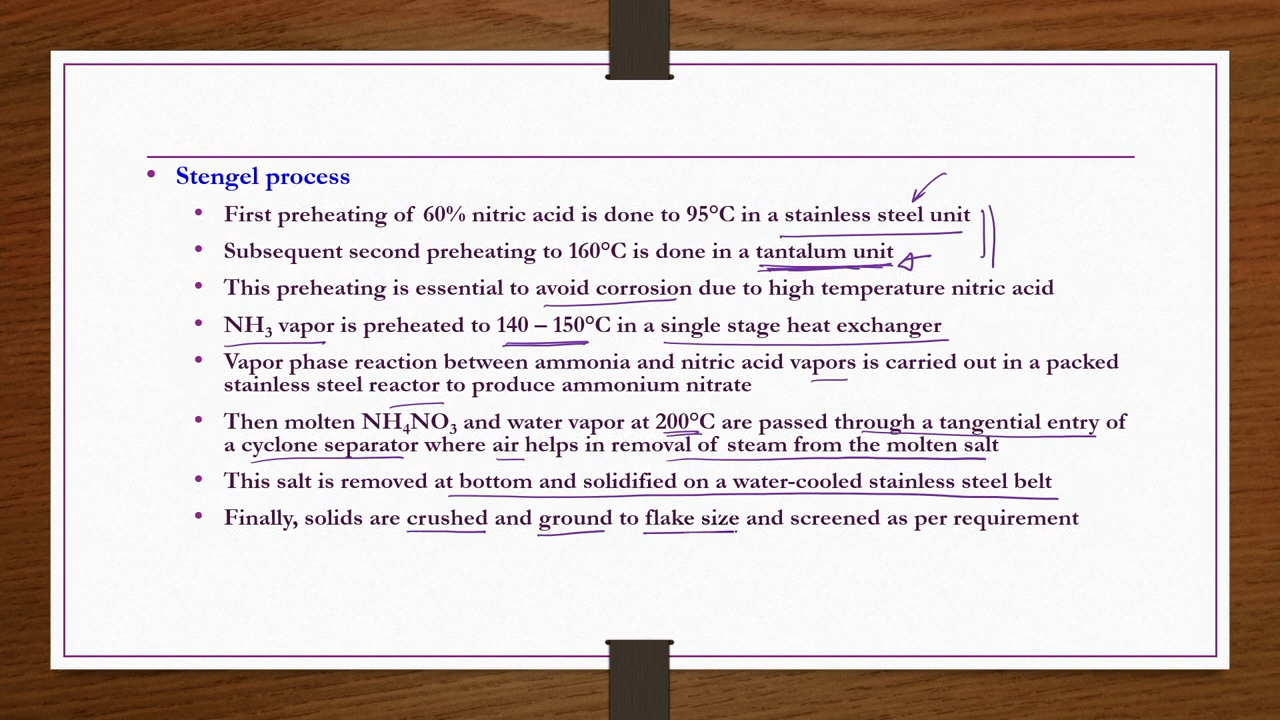 • Stengel process
• First preheating of 60% nitric acid is done to 95°C in a stainless steel unit
• Subsequent second preheating to 160°C is done in a tantalum unit
• This preheating is essential to avoid corrosion due to high temperature nitric acid
• NH₃ vapor is preheated to 140 – 150°C in a single stage heat exchanger
• Vapor phase reaction between ammonia and nitric acid vapors is carried out in a packed
stainless steel reactor to produce ammonium nitrate
• Then molten NH₄NO₃ and water vapor at 200°C are passed through a tangential entry of
a cyclone separator where air helps in removal of steam from the molten salt
• This salt is removed at bottom and solidified on a water-cooled stainless steel belt
• Finally, solids are crushed and ground to flake size and screened as per requirement